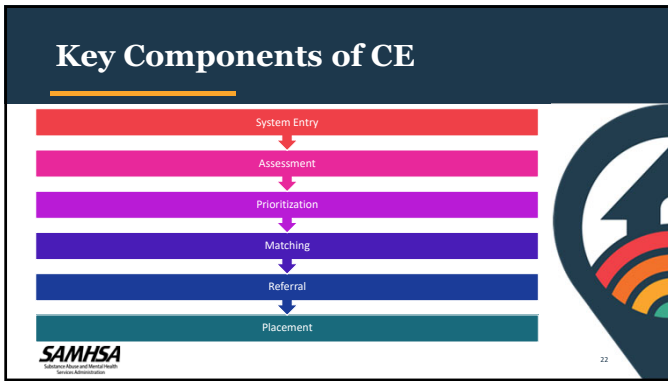 Key Components of CE
System Entry
Assessment
Prioritization
Matching
Referral
Placement
SAMHSA
Substance Abuse and Mental Health
Services Administration
22